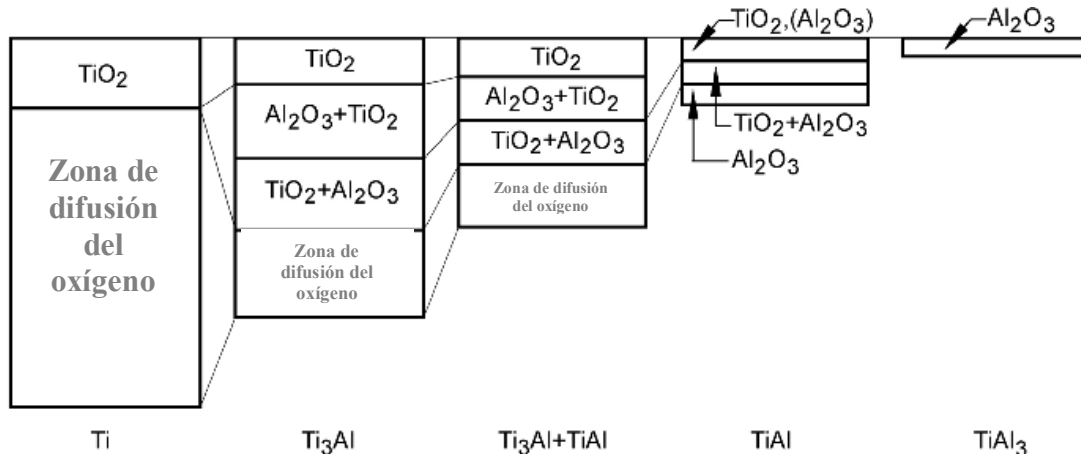 TiO₂
Zona de
difusión
del
oxígeno
Ti
TiO₂
Al₂O₃+TiO₂
TiO₂+Al₂O₃
Zona de
difusión del
oxígeno
Ti₃Al
TiO₂
Al₂O₃+TiO₂
TiO₂+Al₂O₃
Zona de difusión
del oxígeno
Ti₃Al+TiAl
TiO₂,(Al₂O₃)
TiO₂+Al₂O₃
Al₂O₃
TiAl
Al₂O₃
TiAl₃